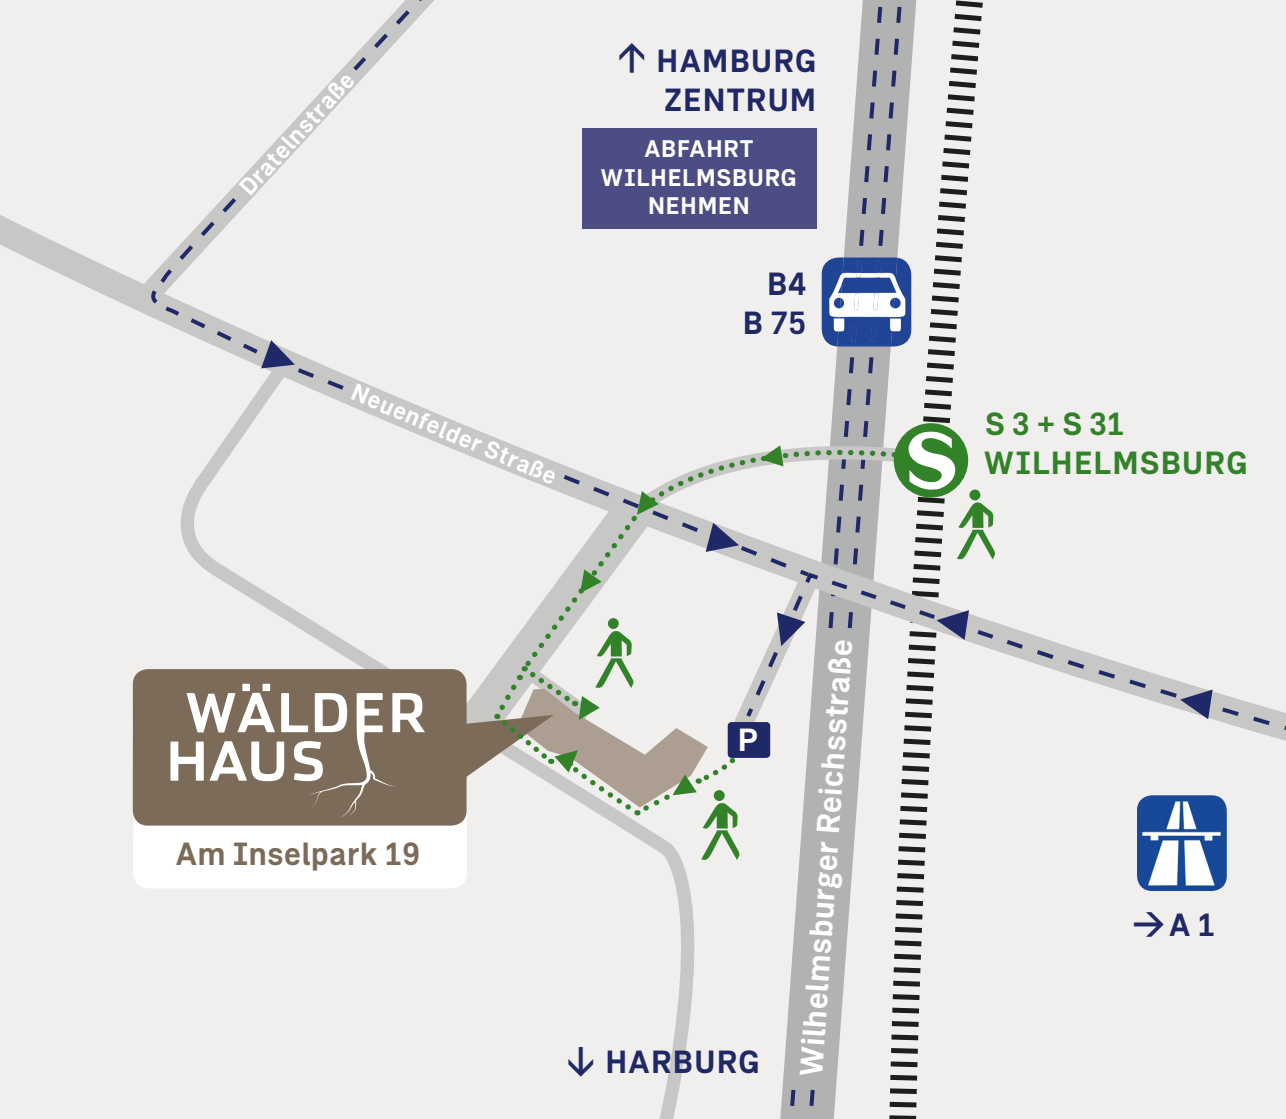 ↑ HAMBURG
ZENTRUM
ABFAHRT
WILHELMSBURG
NEHMEN
Dratelnstraße
B4
B 75
Neuenfelder Straße
S
S 3 + S 31
WILHELMSBURG
Wilhelmsburger Reichsstraße
P
WÄLDER
HAUS
Am Inselpark 19
→ A 1
↓ HARBURG